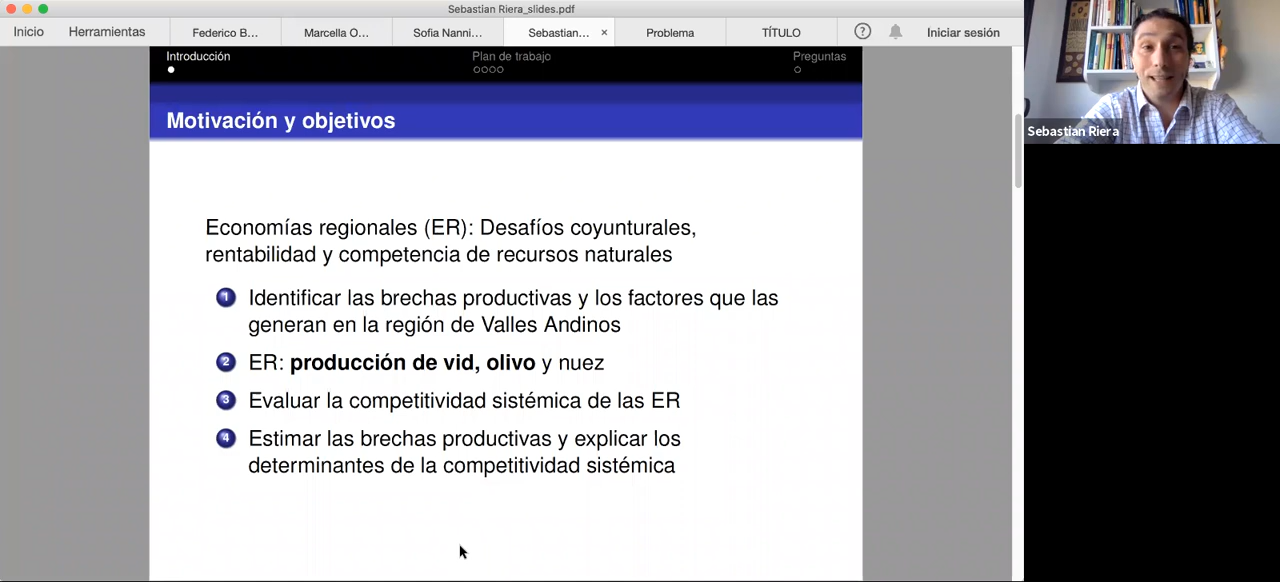 Sebastian Riera_slides.pdf
Inicio
Herramientas
Federico B...
Marcella O...
Sofia Nanni...
Sebastian...
×
Problema
TÍTULO
?
Iniciar sesión
Introducción
Plan de trabajo
Preguntas
Motivación y objetivos
Economías regionales (ER): Desafíos coyunturales,
rentabilidad y competencia de recursos naturales
1 Identificar las brechas productivas y los factores que las
generan en la región de Valles Andinos
2 ER: producción de vid, olivo y nuez
3 Evaluar la competitividad sistémica de las ER
4 Estimar las brechas productivas y explicar los
determinantes de la competitividad sistémica
Sebastian Riera